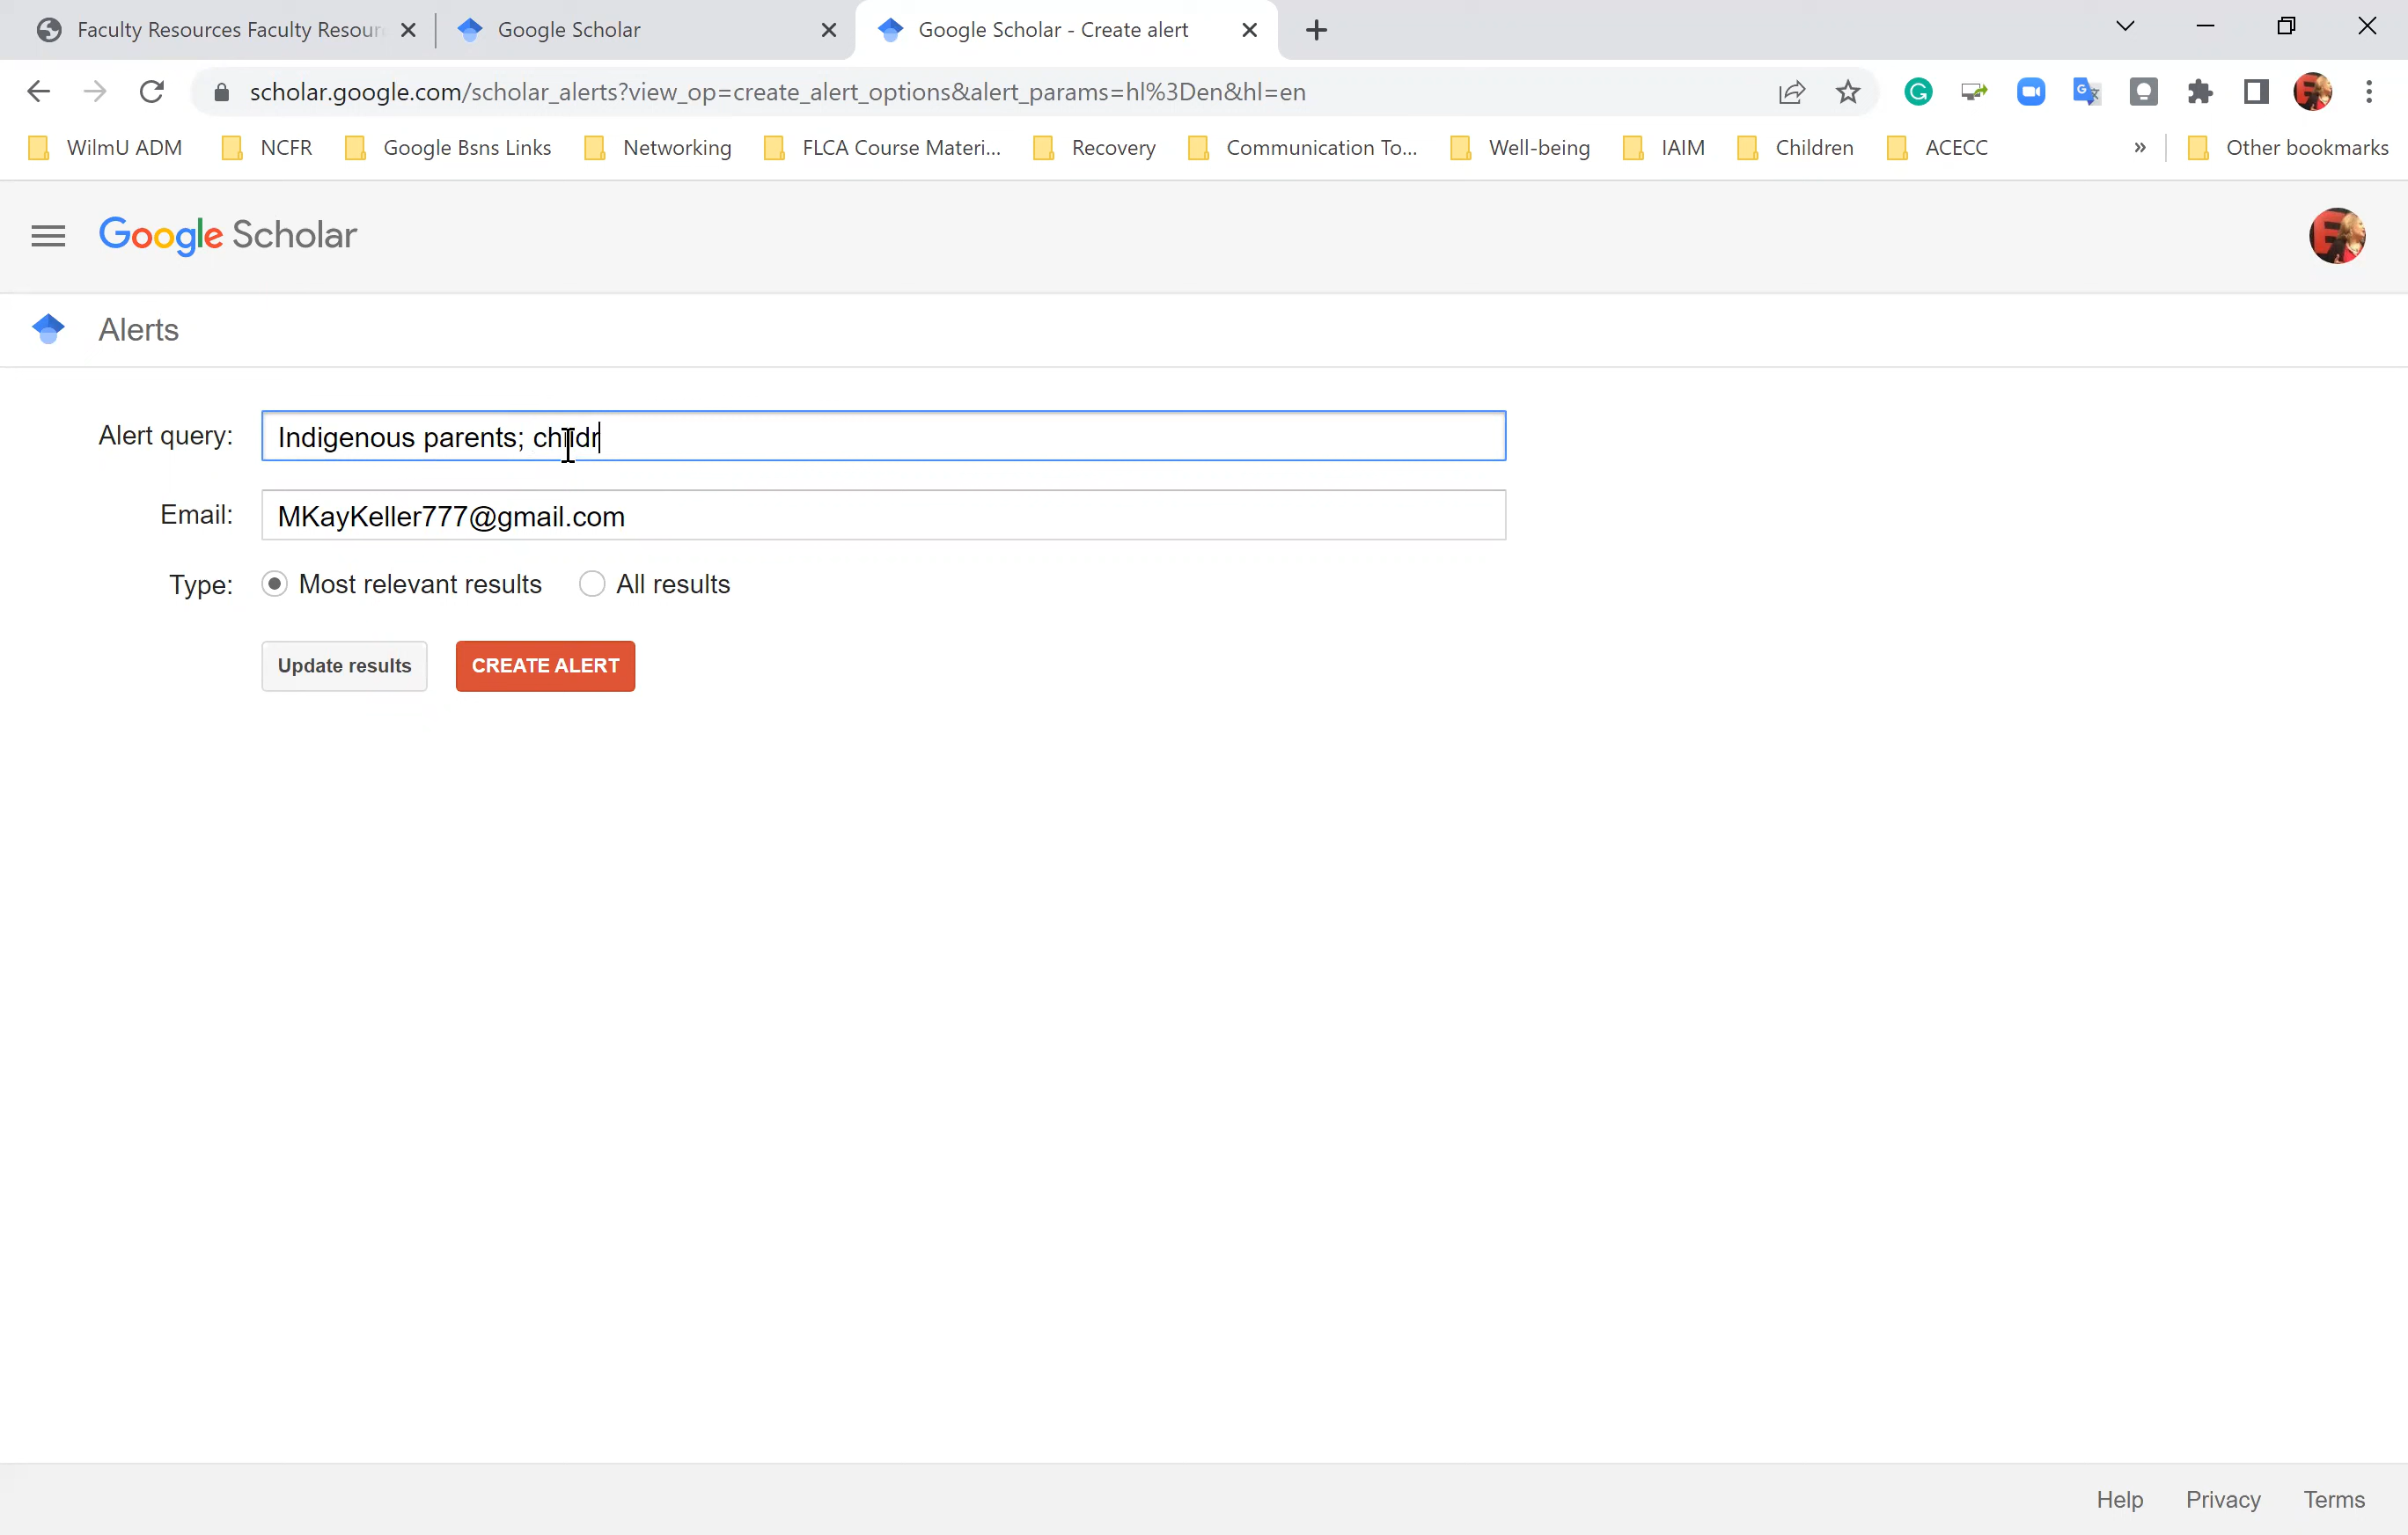 Faculty Resources Faculty Resour
Google Scholar
Google Scholar - Create alert
scholar.google.com/scholar_alerts?view_op=create_alert_options&alert_params=hl%3Den&hl=en
WilmU ADM NCFR Google Bsns Links Networking FLCA Course Materi... Recovery Communication To... Well-being IAIM Children ACECC » Other bookmarks
Google Scholar
Alerts
Alert query: Indigenous parents; childr
Email: MKayKeller777@gmail.com
Type: Most relevant results All results
Update results CREATE ALERT
Help Privacy Terms